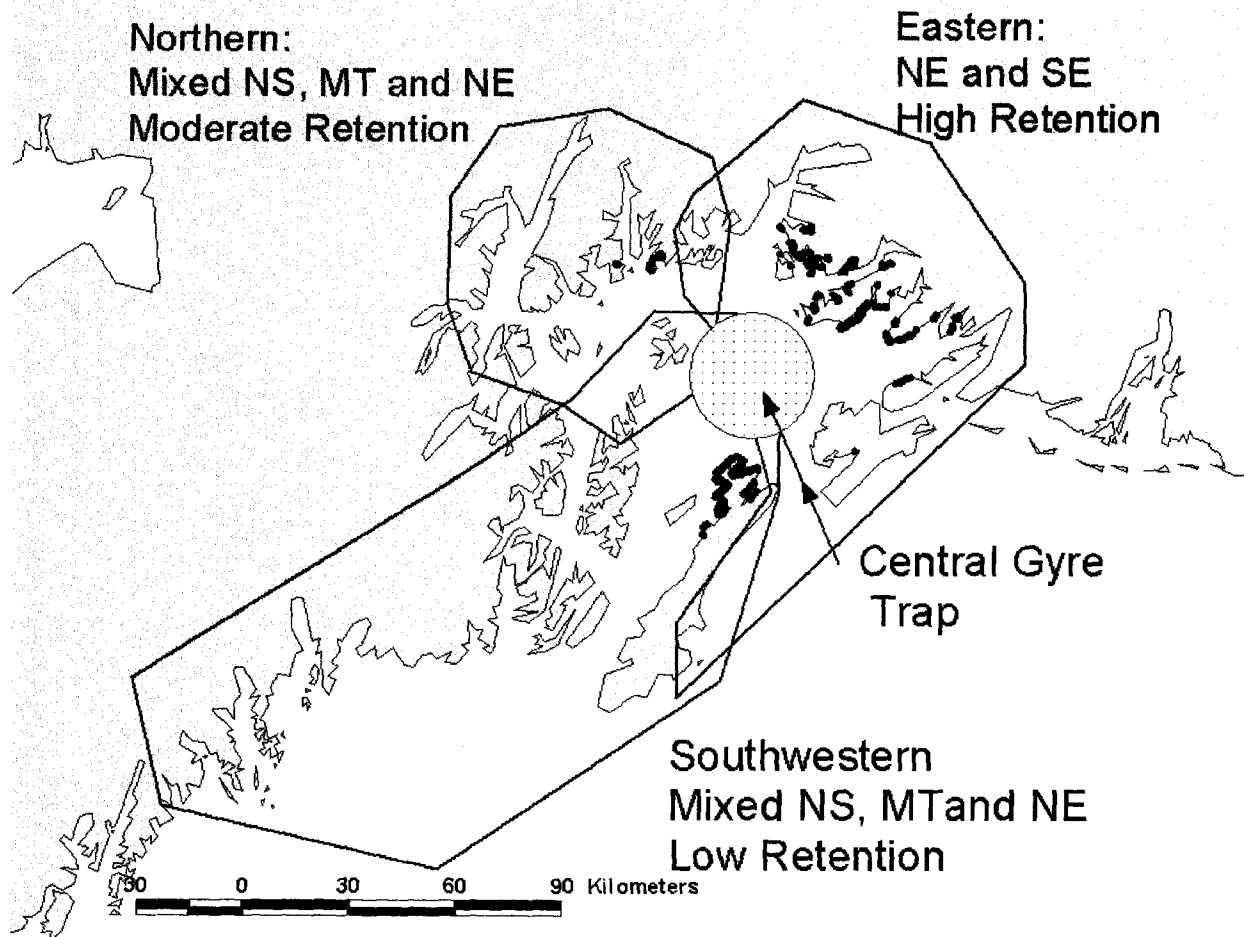 Northern:
Mixed NS, MT and NE
Moderate Retention
Eastern:
NE and SE
High Retention
Central Gyre
Trap
Southwestern
Mixed NS, MTand NE
Low Retention
30 0 30 60 90 Kilometers